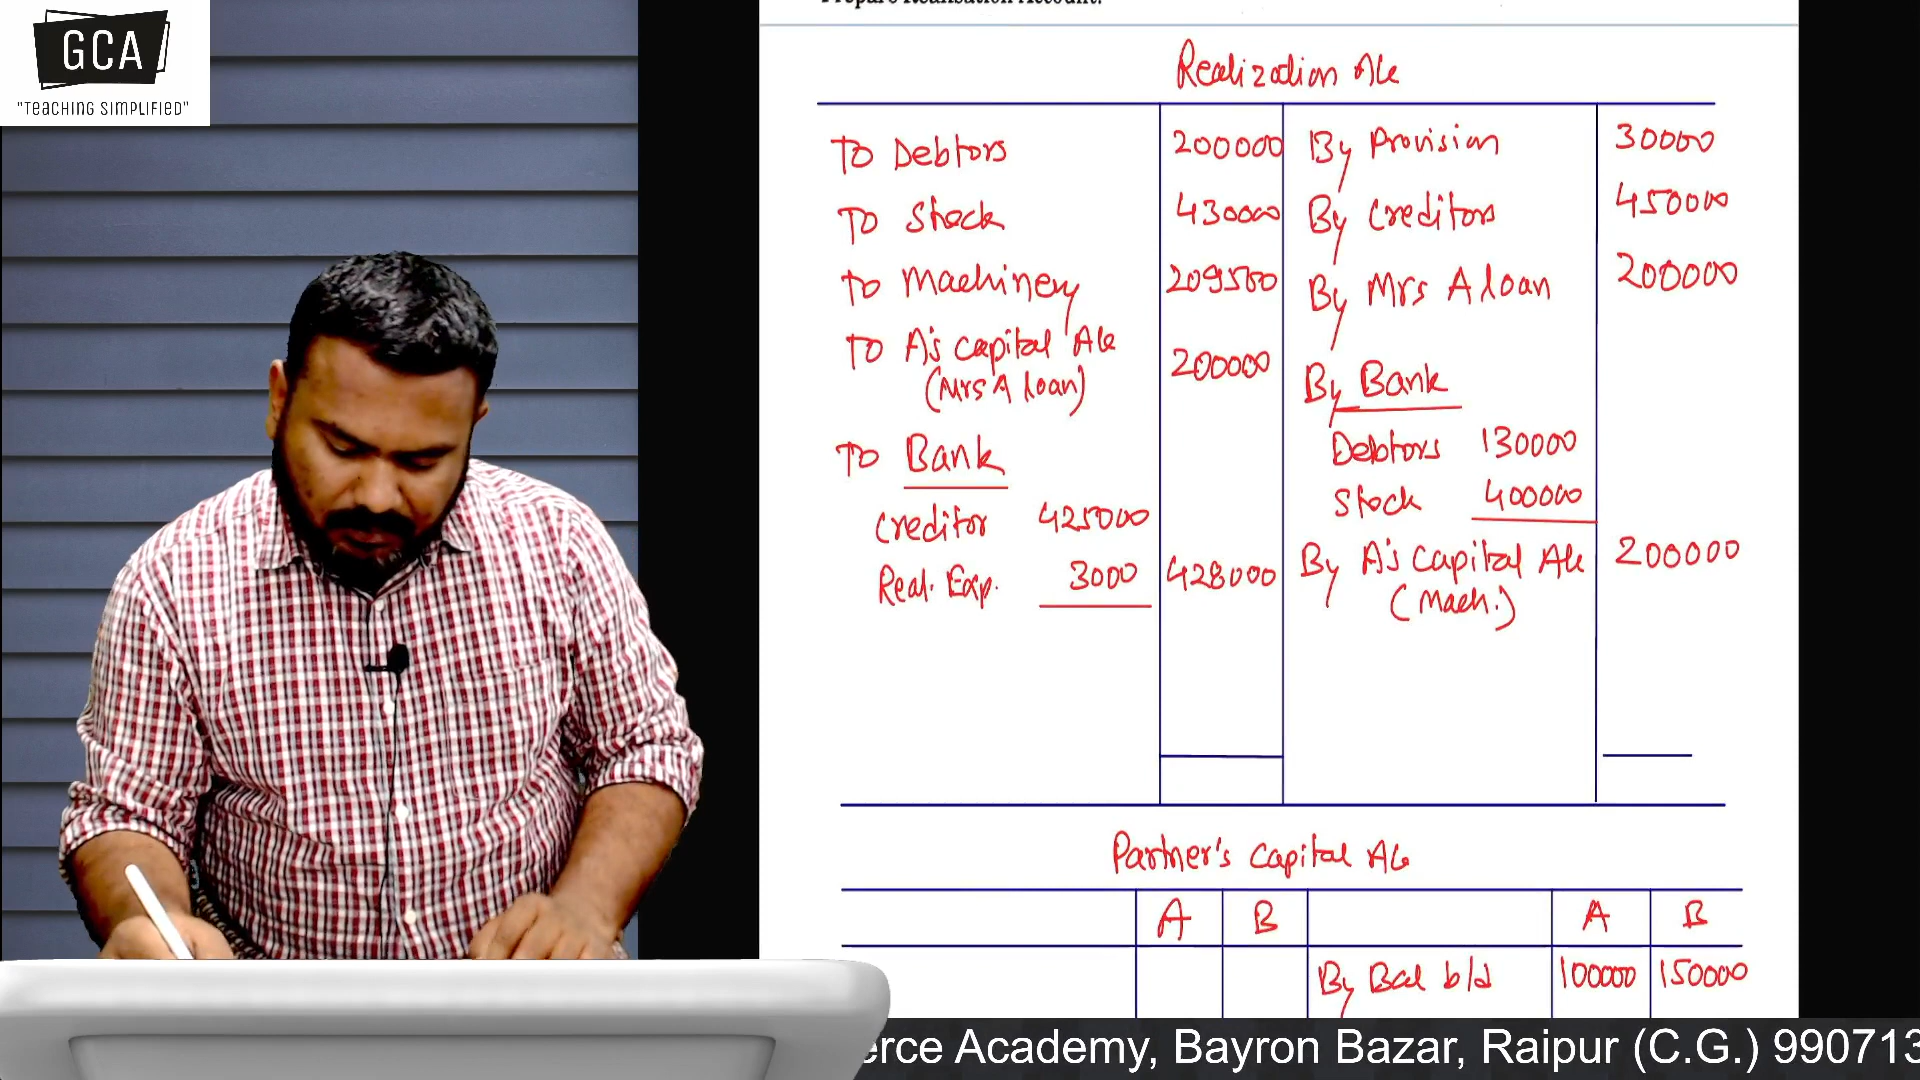 GCA
"TEACHING SIMPLIFIED"
Prepare Realisation Account.
Realization A/c
To Debtors 200000 By Provision 30000
To Stock 430000 By Creditors 450000
To Machinery 209500 By Mrs A loan 200000
To A's Capital A/c 200000
(Mrs A loan)
By Bank
Debtors 130000
To Bank
Stock 400000
Creditor 425000
By A's Capital A/c 200000
Real. Exp. 3000 428000
(Mach.)
Partner's Capital A/c
A B A B
By Bal b/d 100000 150000
erce Academy, Bayron Bazar, Raipur (C.G.) 990713